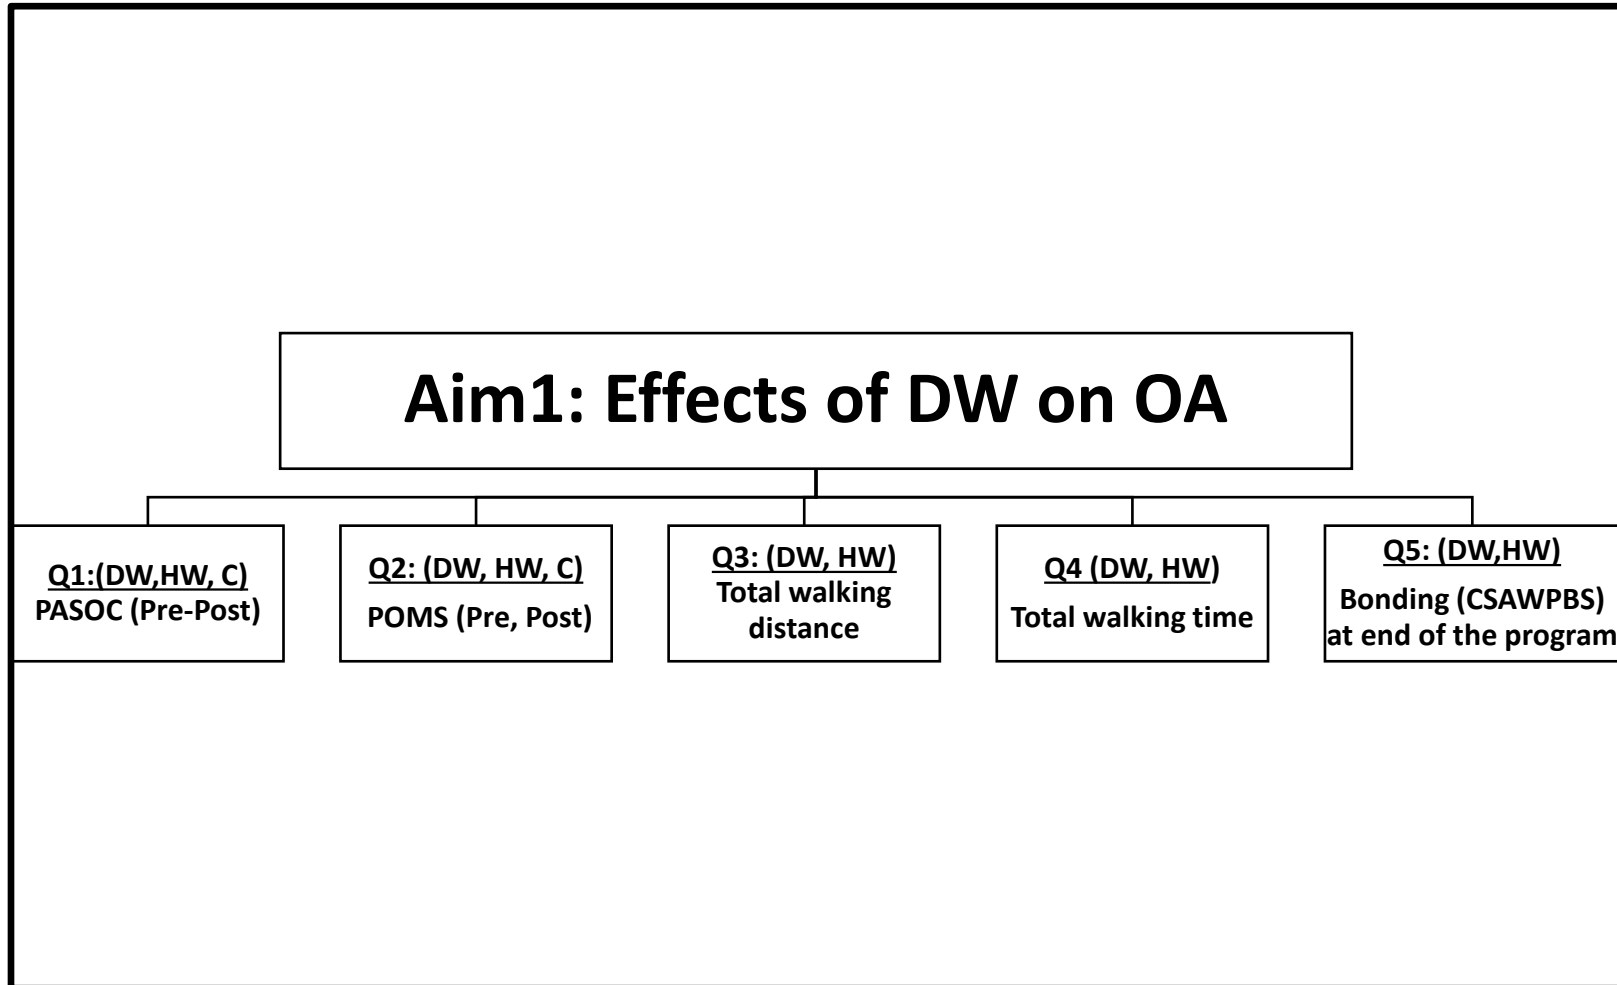 Aim1: Effects of DW on OA
Q1:(DW,HW, C)
PASOC (Pre-Post)
Q2: (DW, HW, C)
POMS (Pre, Post)
Q3: (DW, HW)
Total walking
distance
Q4 (DW, HW)
Total walking time
Q5: (DW,HW)
Bonding (CSAWPBS)
at end of the program